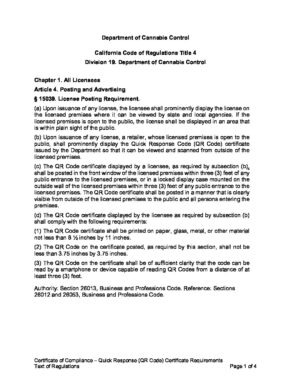 Department of Cannabis Control
California Code of Regulations Title 4
Division 19. Department of Cannabis Control
Chapter 1. All Licensees
Article 4. Posting and Advertising
§ 15039. License Posting Requirement.
(a) Upon issuance of any license, the licensee shall prominently display the license on
the licensed premises where it can be viewed by state and local agencies. If the
licensed premises is open to the public, the license shall be displayed in an area that
is within plain sight of the public.
(b) Upon issuance of any license, a retailer, whose licensed premises is open to the
public, shall prominently display the Quick Response Code (QR Code) certificate
issued by the Department so that it can be viewed and scanned from outside of the
licensed premises.
(c) The QR Code certificate displayed by a licensee, as required by subsection (b),
shall be posted in the front window of the licensed premises within three (3) feet of any
public entrance to the licensed premises, or in a locked display case mounted on the
outside wall of the licensed premises within three (3) feet of any public entrance to the
licensed premises. The QR Code certificate shall be posted in a manner that is clearly
visible from outside of the licensed premises to the public and all persons entering the
premises.
(d) The QR Code certificate displayed by the licensee as required by subsection (b)
shall comply with the following requirements:
(1) The QR Code certificate shall be printed on paper, glass, metal, or other material
not less than 8 ½ inches by 11 inches.
(2) The QR Code on the certificate posted, as required by this section, shall not be
less than 3.75 inches by 3.75 inches.
(3) The QR Code on the certificate shall be of sufficient clarity that the code can be
read by a smartphone or device capable of reading QR Codes from a distance of at
least three (3) feet.
Authority: Section 26013, Business and Professions Code. Reference: Sections
26012 and 26053, Business and Professions Code.
Certificate of Compliance – Quick Response (QR Code) Certificate Requirements
Text of Regulations Page 1 of 4